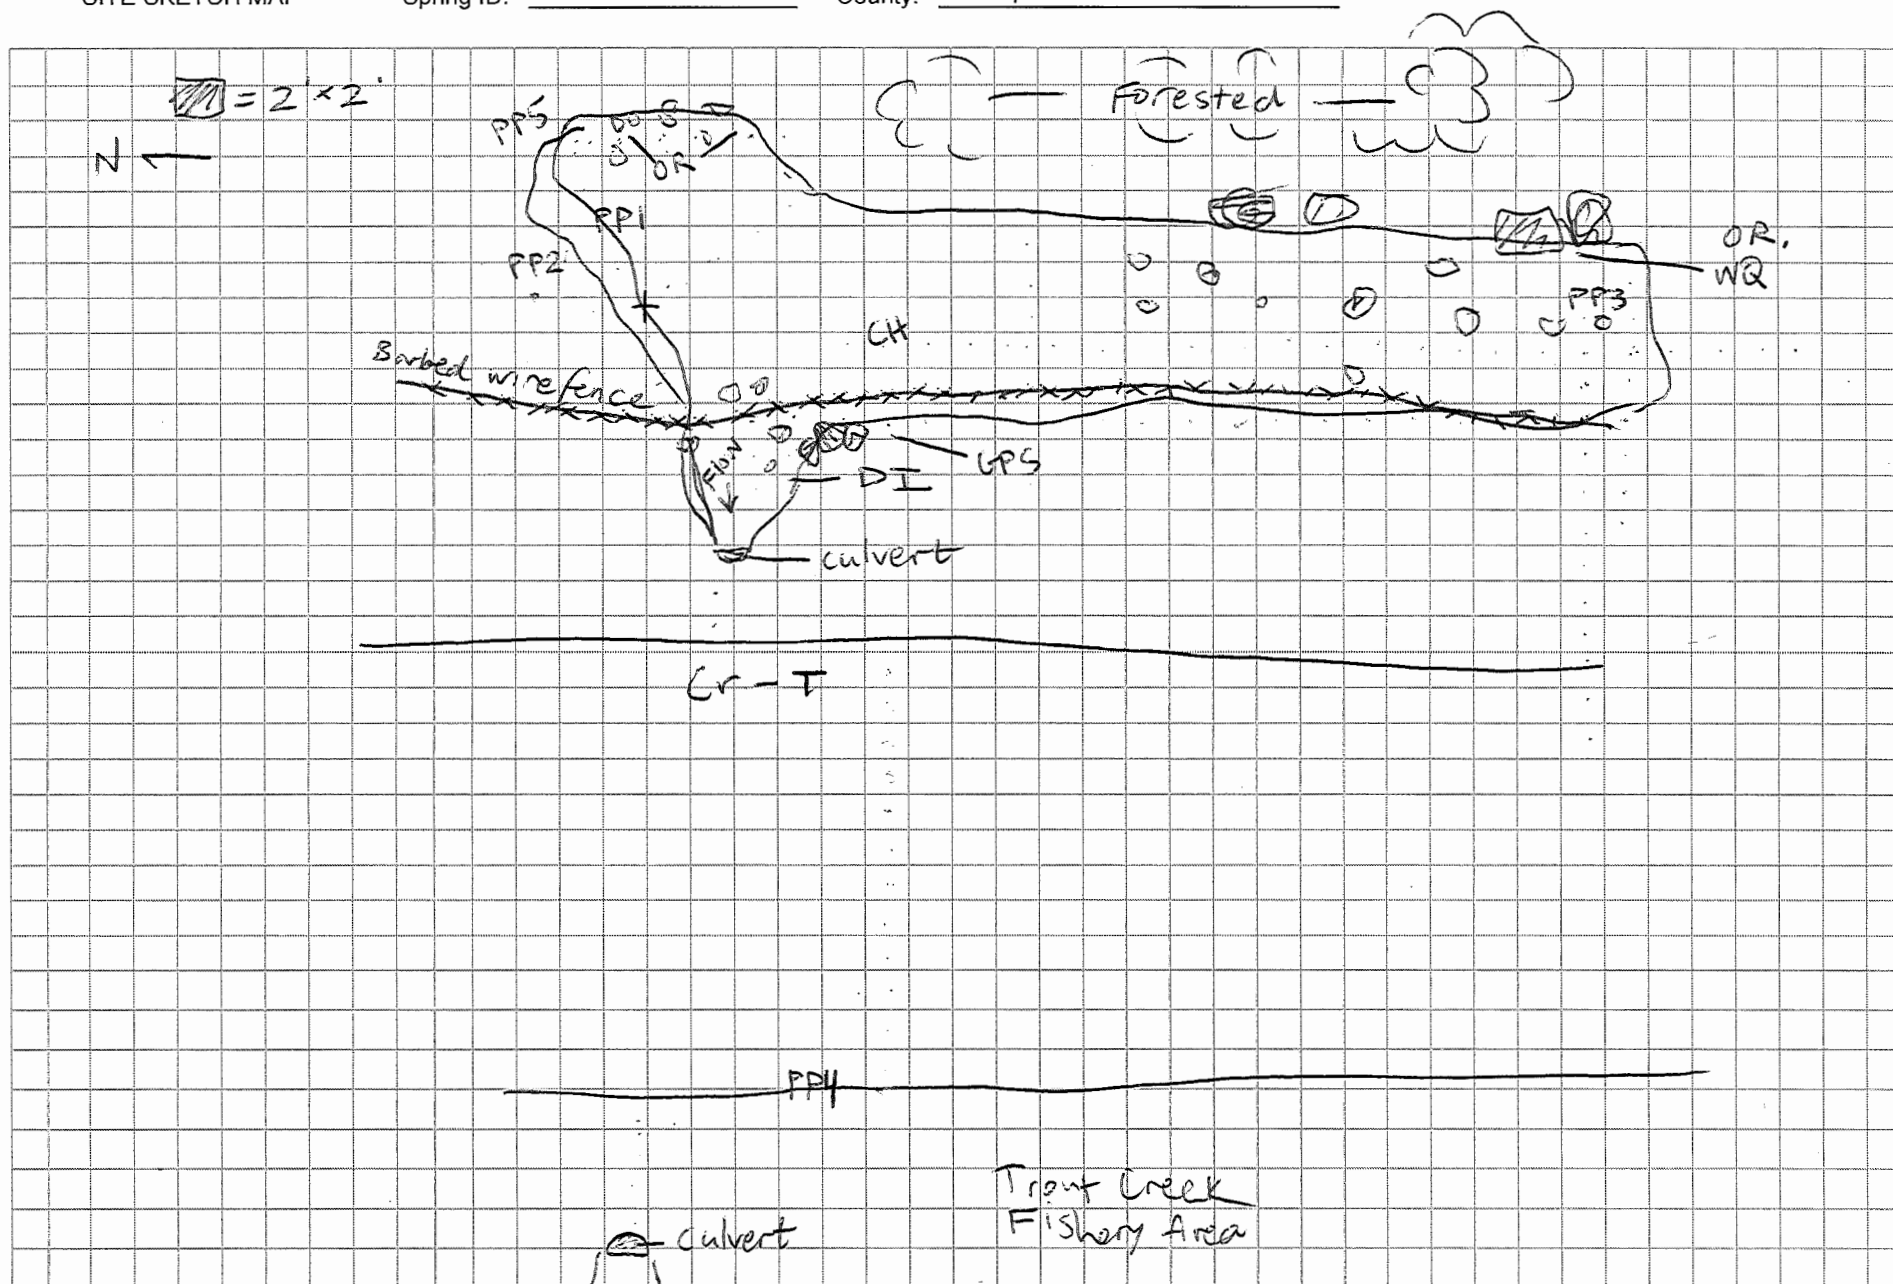 SITE SKETCH MAP Spring ID: County:
= 2' x 2'
Forested
N
PP5
OR
PP1
PP2
OR.
WQ
PP3
CH
Barbed wire fence
Flow
GPS
DI
culvert
Cr - T
PP4
Trout Creek
Fishery Area
culvert